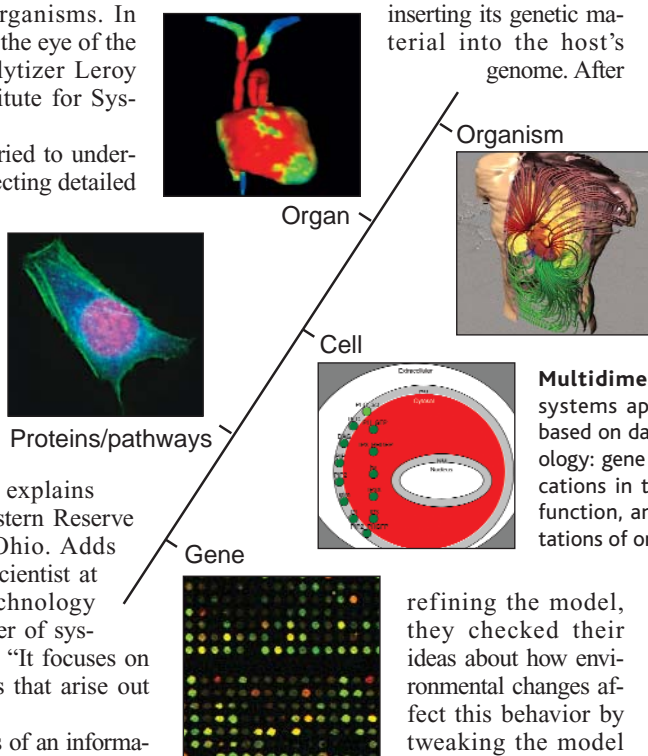 rganisms. In
the eye of the
lytizer Leroy
itute for Sys-
ried to under-
ecting detailed
inserting its genetic ma-
terial into the host's
genome. After
Organism
Organ
Cell
Proteins/pathways
Gene
Extracellular
Cytosol
Nucleus
Multidime
systems ap
based on da
ology: gene
cations in t
function, an
tations of or
explains
stern Reserve
Ohio. Adds
cientist at
chnology
er of sys-
“It focuses on
s that arise out
s of an informa-
refining the model,
they checked their
ideas about how envi-
ronmental changes af-
fect this behavior by
tweaking the model